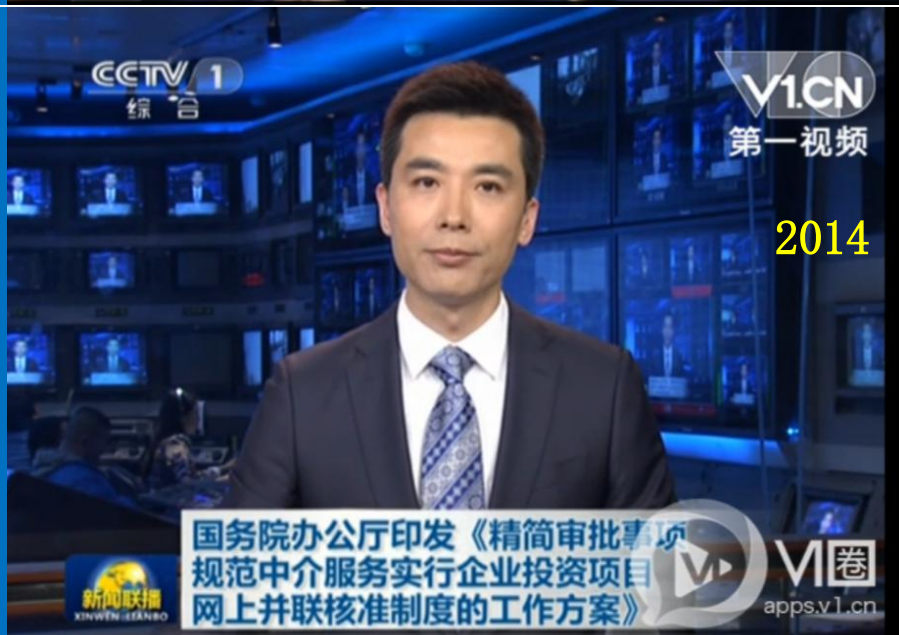 CCTV 1
综合
V1.CN
第一视频
2014
国务院办公厅印发《精简审批事项
规范中介服务实行企业投资项目
网上并联核准制度的工作方案》
新闻联播
XINWEN LIANBO
V1圈
apps.v1.cn